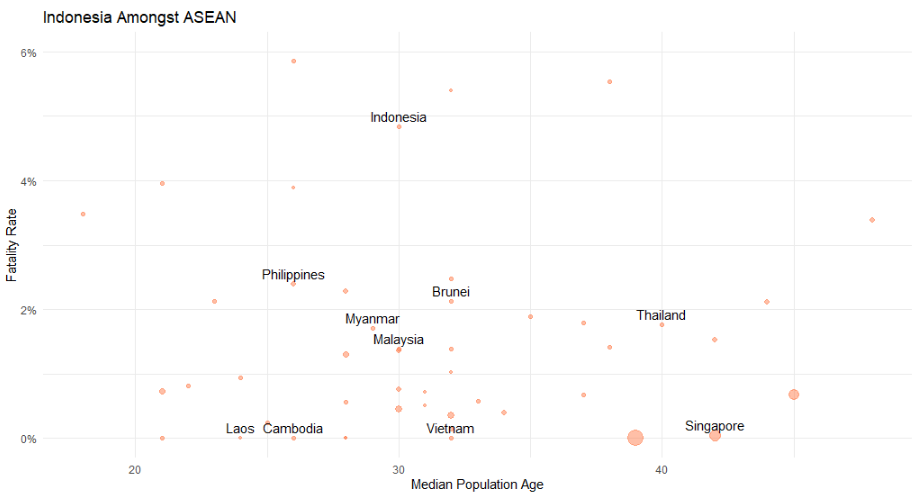 Indonesia Amongst ASEAN
6%
Indonesia
4%
Fatality Rate
Philippines
Brunei
2%
Thailand
Myanmar
Malaysia
Laos Cambodia
Vietnam
Singapore
0%
20 30 40
Median Population Age